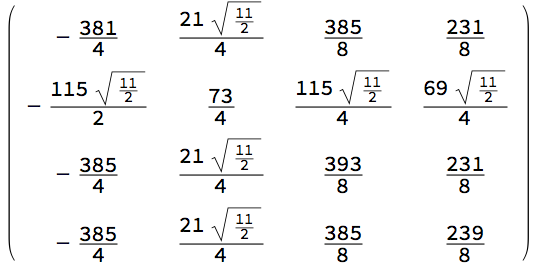 - 381/4 21 √(11/2)/4 385/8 231/8
- 115 √(11/2)/2 73/4 115 √(11/2)/4 69 √(11/2)/4
- 385/4 21 √(11/2)/4 393/8 231/8
- 385/4 21 √(11/2)/4 385/8 239/8